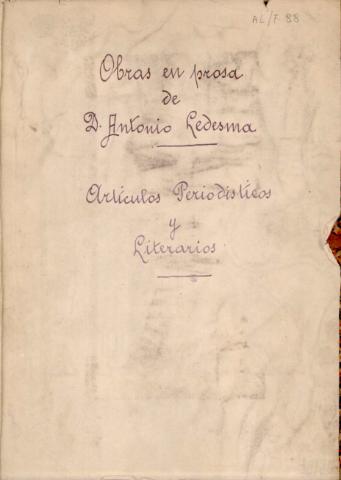 AL/F 88
Obras en prosa
de
D. Antonio Ledesma
Artículos Periodísticos
y
Literarios